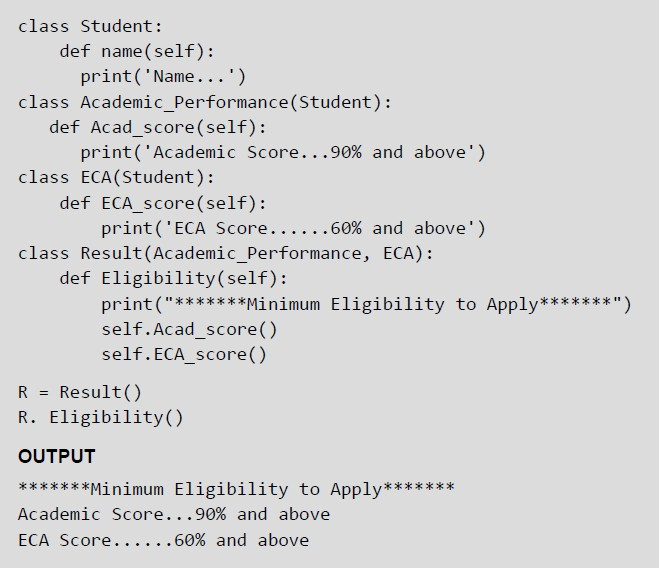 class Student:
    def name(self):
      print('Name...')
class Academic_Performance(Student):
   def Acad_score(self):
      print('Academic Score...90% and above')
class ECA(Student):
    def ECA_score(self):
        print('ECA Score......60% and above')
class Result(Academic_Performance, ECA):
    def Eligibility(self):
        print("*******Minimum Eligibility to Apply*******")
        self.Acad_score()
        self.ECA_score()
R = Result()
R. Eligibility()
OUTPUT
*******Minimum Eligibility to Apply*******
Academic Score...90% and above
ECA Score......60% and above